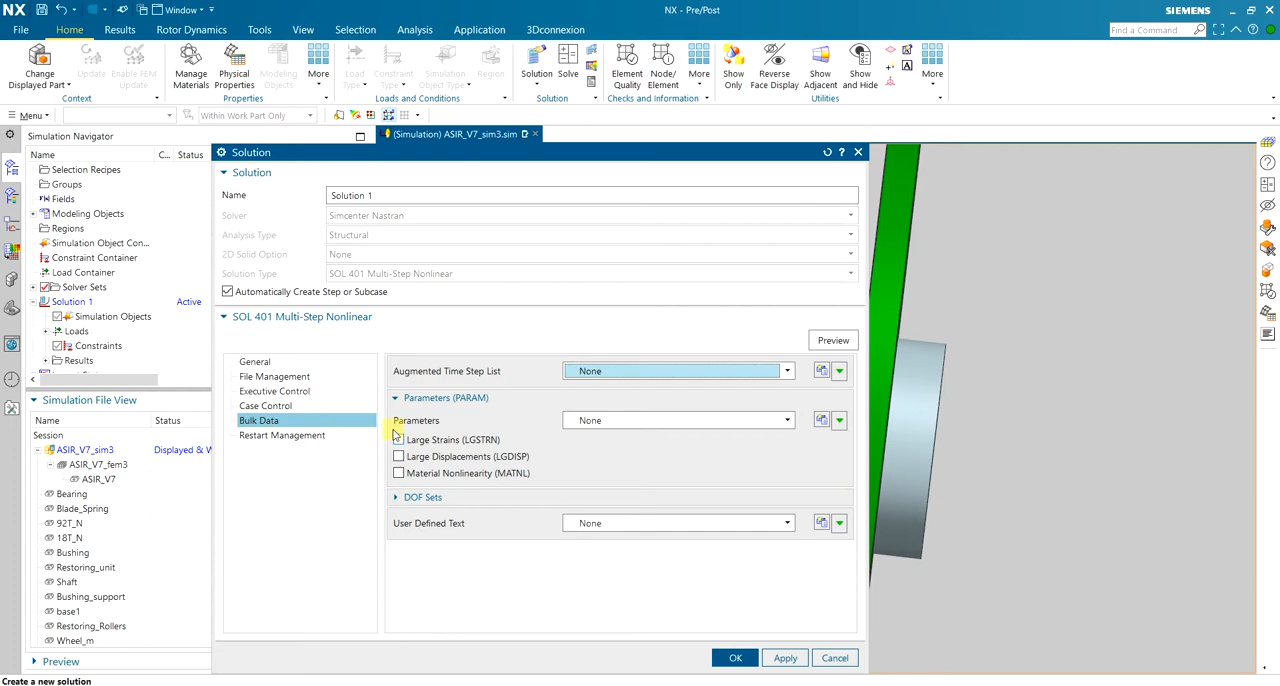 NX
Window
NX - Pre/Post
SIEMENS
File
Home
Results
Rotor Dynamics
Tools
View
Selection
Analysis
Application
3Dconnexion
Find a Command
Change
Displayed Part
Update
Enable FEM
Update
Manage
Materials
Physical
Properties
Modeling
Objects
More
Load
Type
Constraint
Type
Simulation
Object Type
Region
Solution
Solve
Element
Quality
Node/
Element
More
Show
Only
Reverse
Display
Show
Adjacent
Show
and Hide
More
Context
Properties
Loads and Conditions
Solution
Checks and Information
Utilities
Menu
Within Work Part Only
Simulation Navigator
(Simulation) ASIR_V7_sim3.sim
Name
C...
Status
Selection Recipes
Groups
Fields
Modeling Objects
Regions
Simulation Object Con...
Constraint Container
Load Container
Solver Sets
Solution 1
Active
Simulation Objects
Loads
Constraints
Results
Simulation File View
Name
Status
Session
ASIR_V7_sim3
Displayed & W
ASIR_V7_fem3
ASIR_V7
Bearing
Blade_Spring
92T_N
18T_N
Bushing
Restoring_unit
Shaft
Bushing_support
base1
Restoring_Rollers
Wheel_m
Preview
Create a new solution
Solution
Solution
Name
Solution 1
Solver
Simcenter Nastran
Analysis Type
Structural
2D Solid Option
None
Solution Type
SOL 401 Multi-Step Nonlinear
Automatically Create Step or Subcase
SOL 401 Multi-Step Nonlinear
Preview
General
File Management
Executive Control
Case Control
Bulk Data
Restart Management
Augmented Time Step List
None
Parameters (PARAM)
Parameters
None
Large Strains (LGSTRN)
Large Displacements (LGDISP)
Material Nonlinearity (MATNL)
DOF Sets
User Defined Text
None
OK
Apply
Cancel